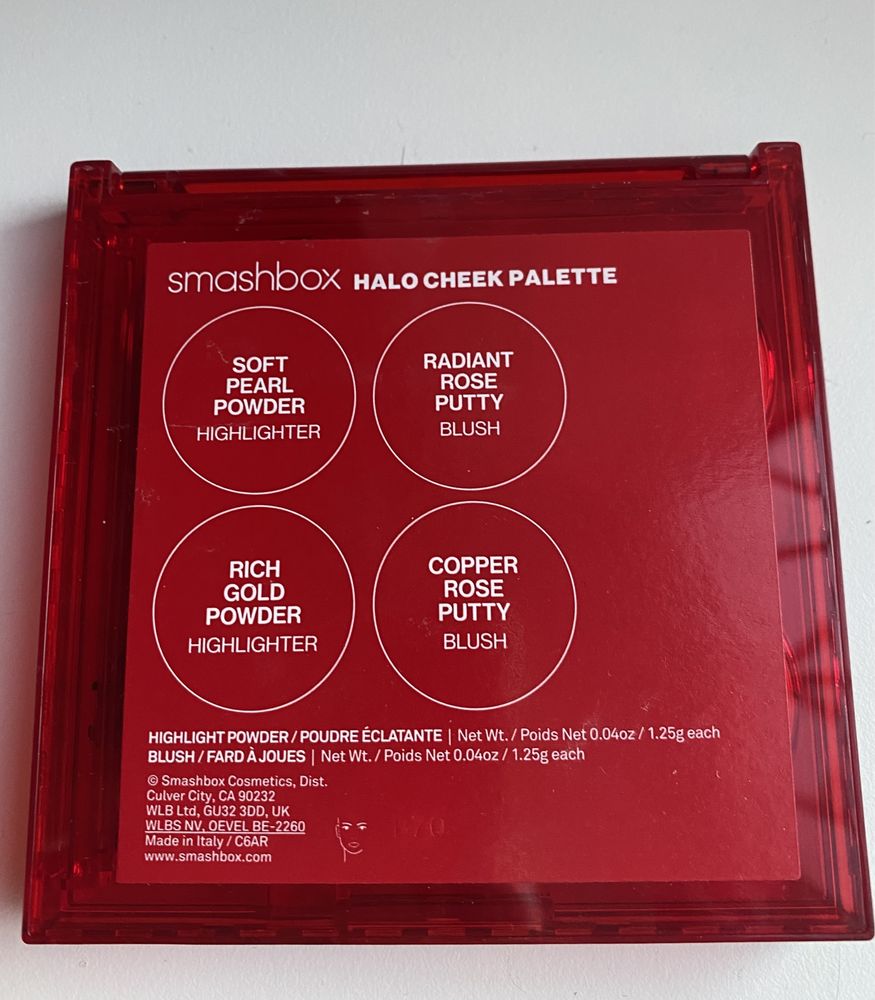 smashbox HALO CHEEK PALETTE
SOFT
PEARL
POWDER
HIGHLIGHTER
RADIANT
ROSE
PUTTY
BLUSH
RICH
GOLD
POWDER
HIGHLIGHTER
COPPER
ROSE
PUTTY
BLUSH
HIGHLIGHT POWDER / POUDRE ÉCLATANTE | Net Wt. / Poids Net 0.04oz / 1.25g each
BLUSH / FARD À JOUES | Net Wt. / Poids Net 0.04oz / 1.25g each
© Smashbox Cosmetics, Dist.
Culver City, CA 90232
WLB Ltd, GU32 3DD, UK
WLBS NV, OEVEL BE-2260
Made in Italy / C6AR
www.smashbox.com